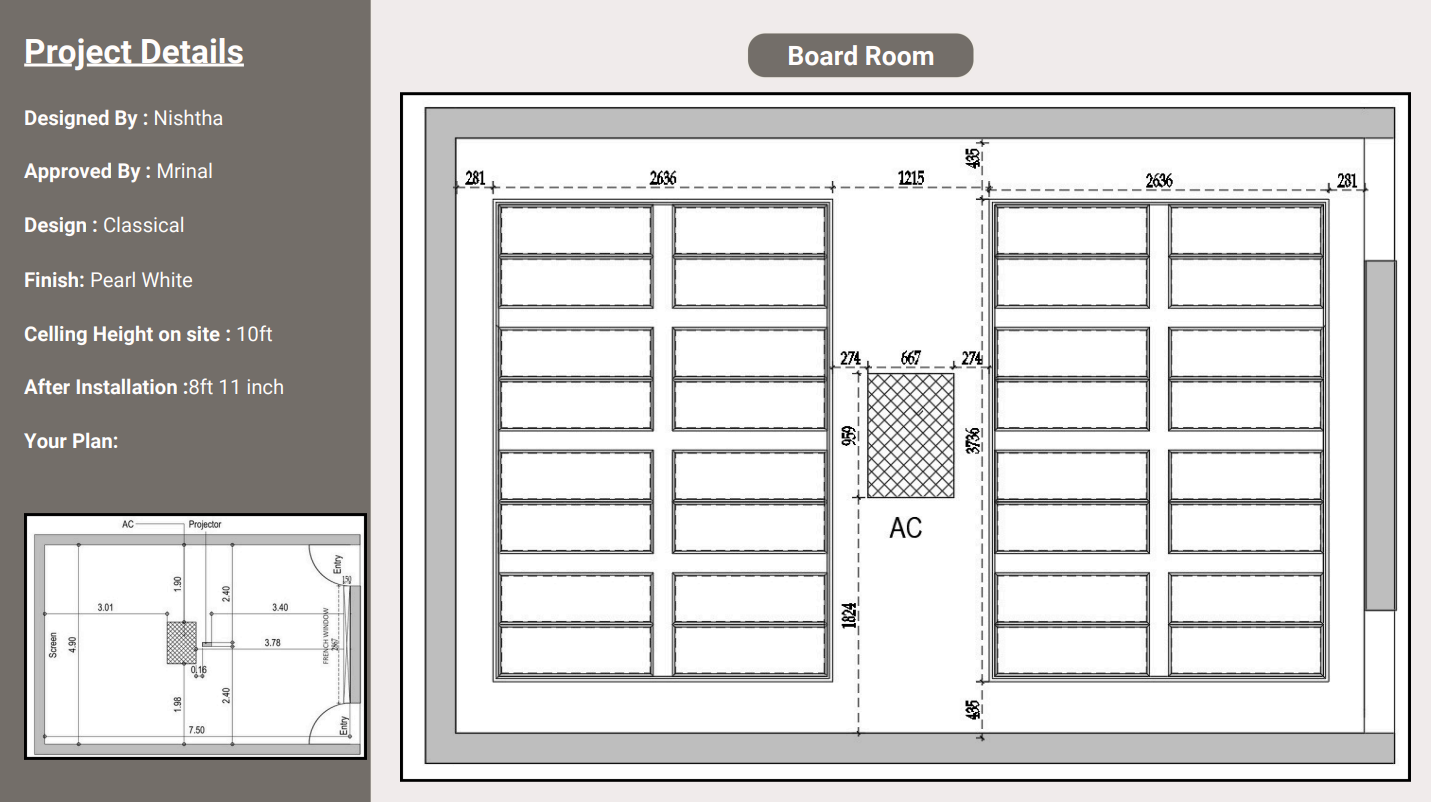 Project Details
Designed By : Nishtha
Approved By : Mrinal
Design : Classical
Finish: Pearl White
Celling Height on site : 10ft
After Installation :8ft 11 inch
Your Plan:
AC
Projector
Entry
150
1.90
2.40
3.01
3.40
Screen
4.90
FRENCH WINDOW
3.78
0.16
1.98
2.40
7.50
Entry
Board Room
435
281
2636
1215
2636
281
274
667
274
959
3736
AC
1824
435